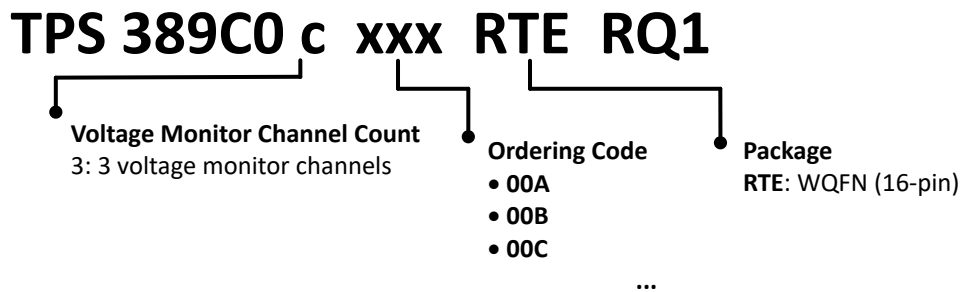 TPS 389C0 c xxx RTE RQ1
Voltage Monitor Channel Count
3: 3 voltage monitor channels
Ordering Code
• 00A
• 00B
• 00C
...
Package
RTE: WQFN (16-pin)